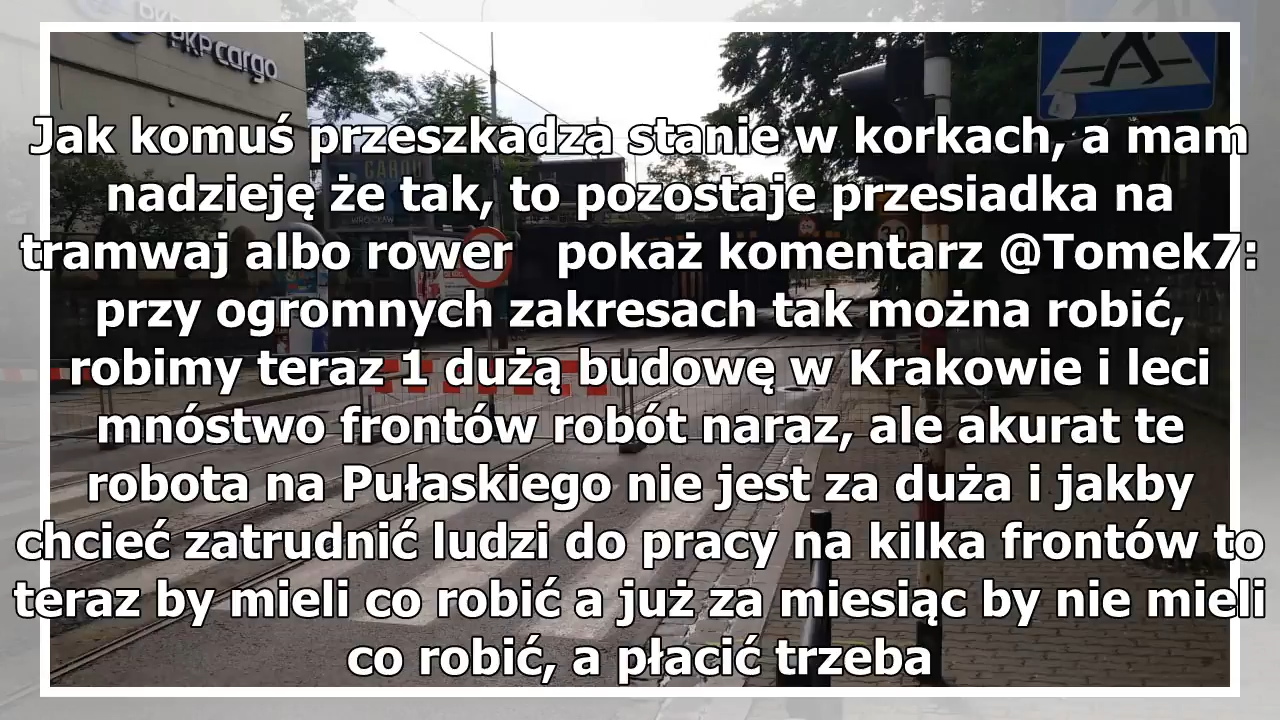 PKP cargo
Jak komuś przeszkadza stanie w korkach, a mam
nadzieję że tak, to pozostaje przesiadka na
tramwaj albo rower pokaż komentarz @Tomek7:
przy ogromnych zakresach tak można robić,
robimy teraz 1 dużą budowę w Krakowie i leci
mnóstwo frontów robót naraz, ale akurat te
robota na Pułaskiego nie jest za duża i jakby
chcieć zatrudnić ludzi do pracy na kilka frontów to
teraz by mieli co robić a już za miesiąc by nie mieli
co robić, a płacić trzeba